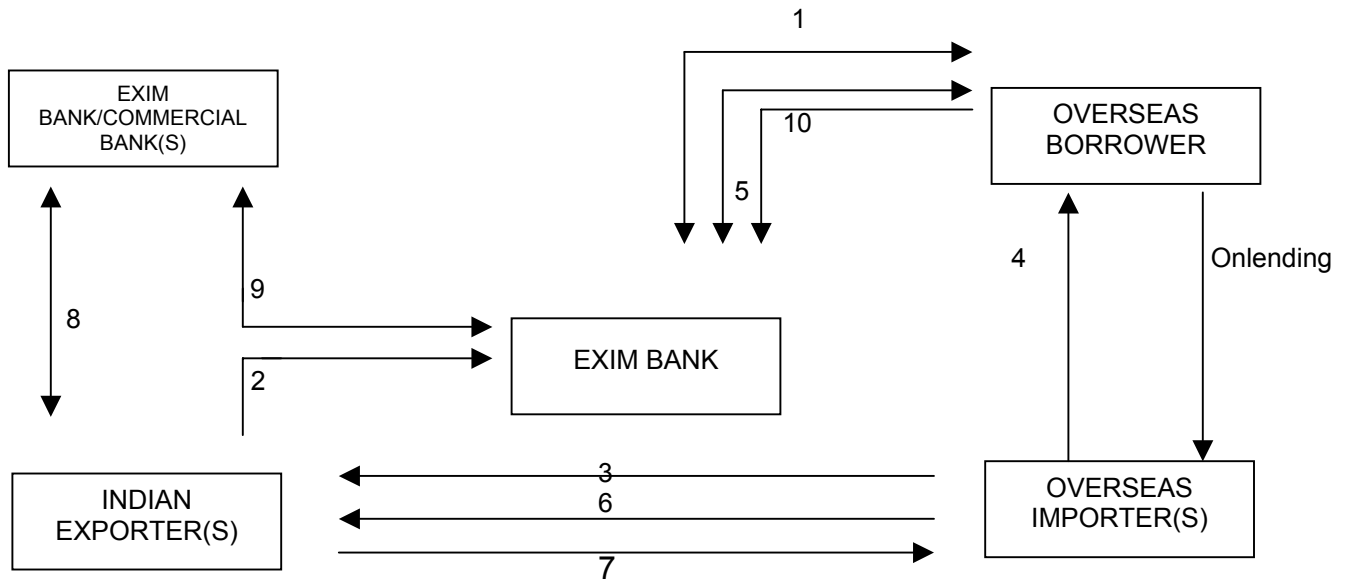 1
EXIM
BANK/COMMERCIAL
BANK(S)
OVERSEAS
BORROWER
10
5
4
Onlending
9
8
EXIM BANK
2
3
INDIAN
EXPORTER(S)
OVERSEAS
IMPORTER(S)
6
7